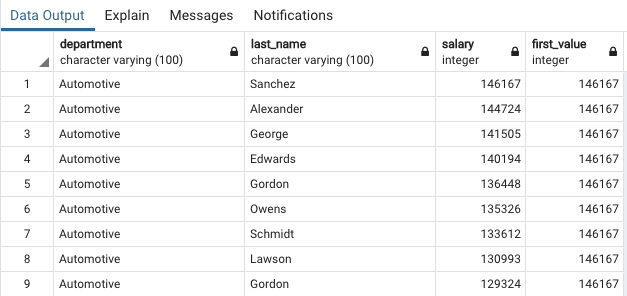 Data Output Explain Messages Notifications
department last_name salary first_value
character varying (100) character varying (100) integer integer
1 Automotive Sanchez 146167 146167
2 Automotive Alexander 144724 146167
3 Automotive George 141505 146167
4 Automotive Edwards 140194 146167
5 Automotive Gordon 136448 146167
6 Automotive Owens 135326 146167
7 Automotive Schmidt 133612 146167
8 Automotive Lawson 130993 146167
9 Automotive Gordon 129324 146167